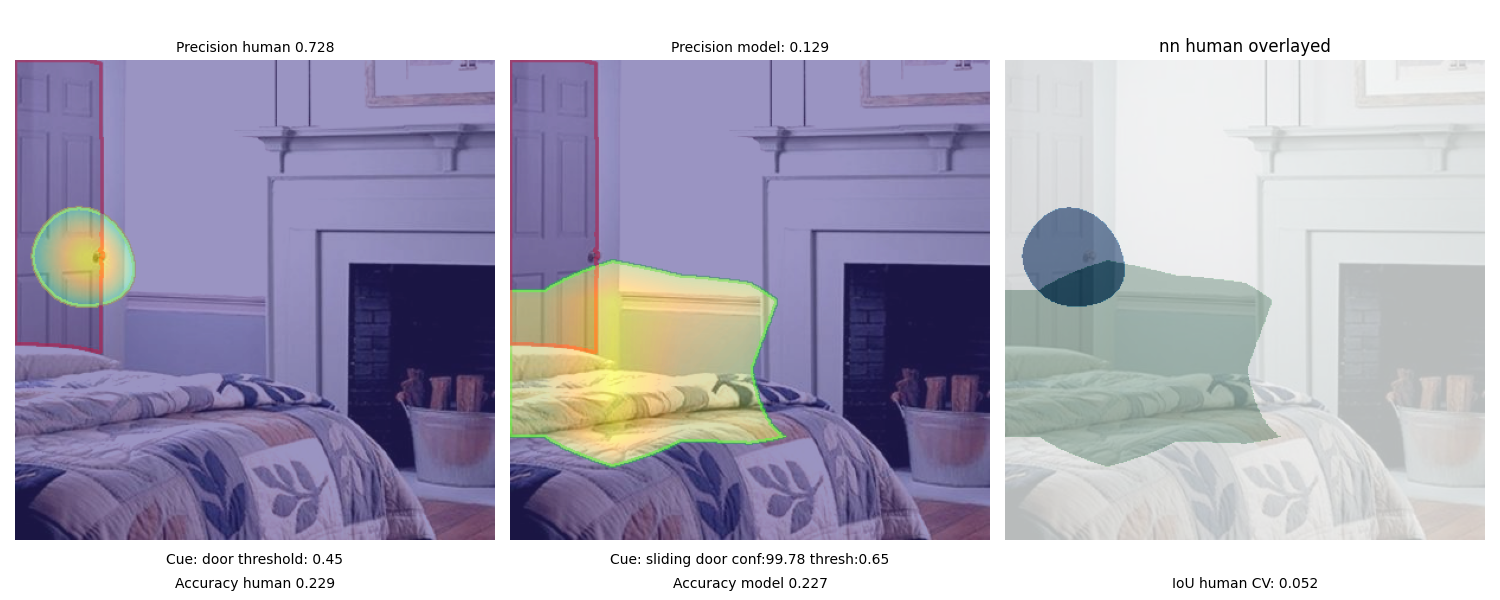 Precision human 0.728
Precision model: 0.129
nn human overlayed
Cue: door threshold: 0.45
Cue: sliding door conf:99.78 thresh:0.65
Accuracy human 0.229
Accuracy model 0.227
IoU human CV: 0.052